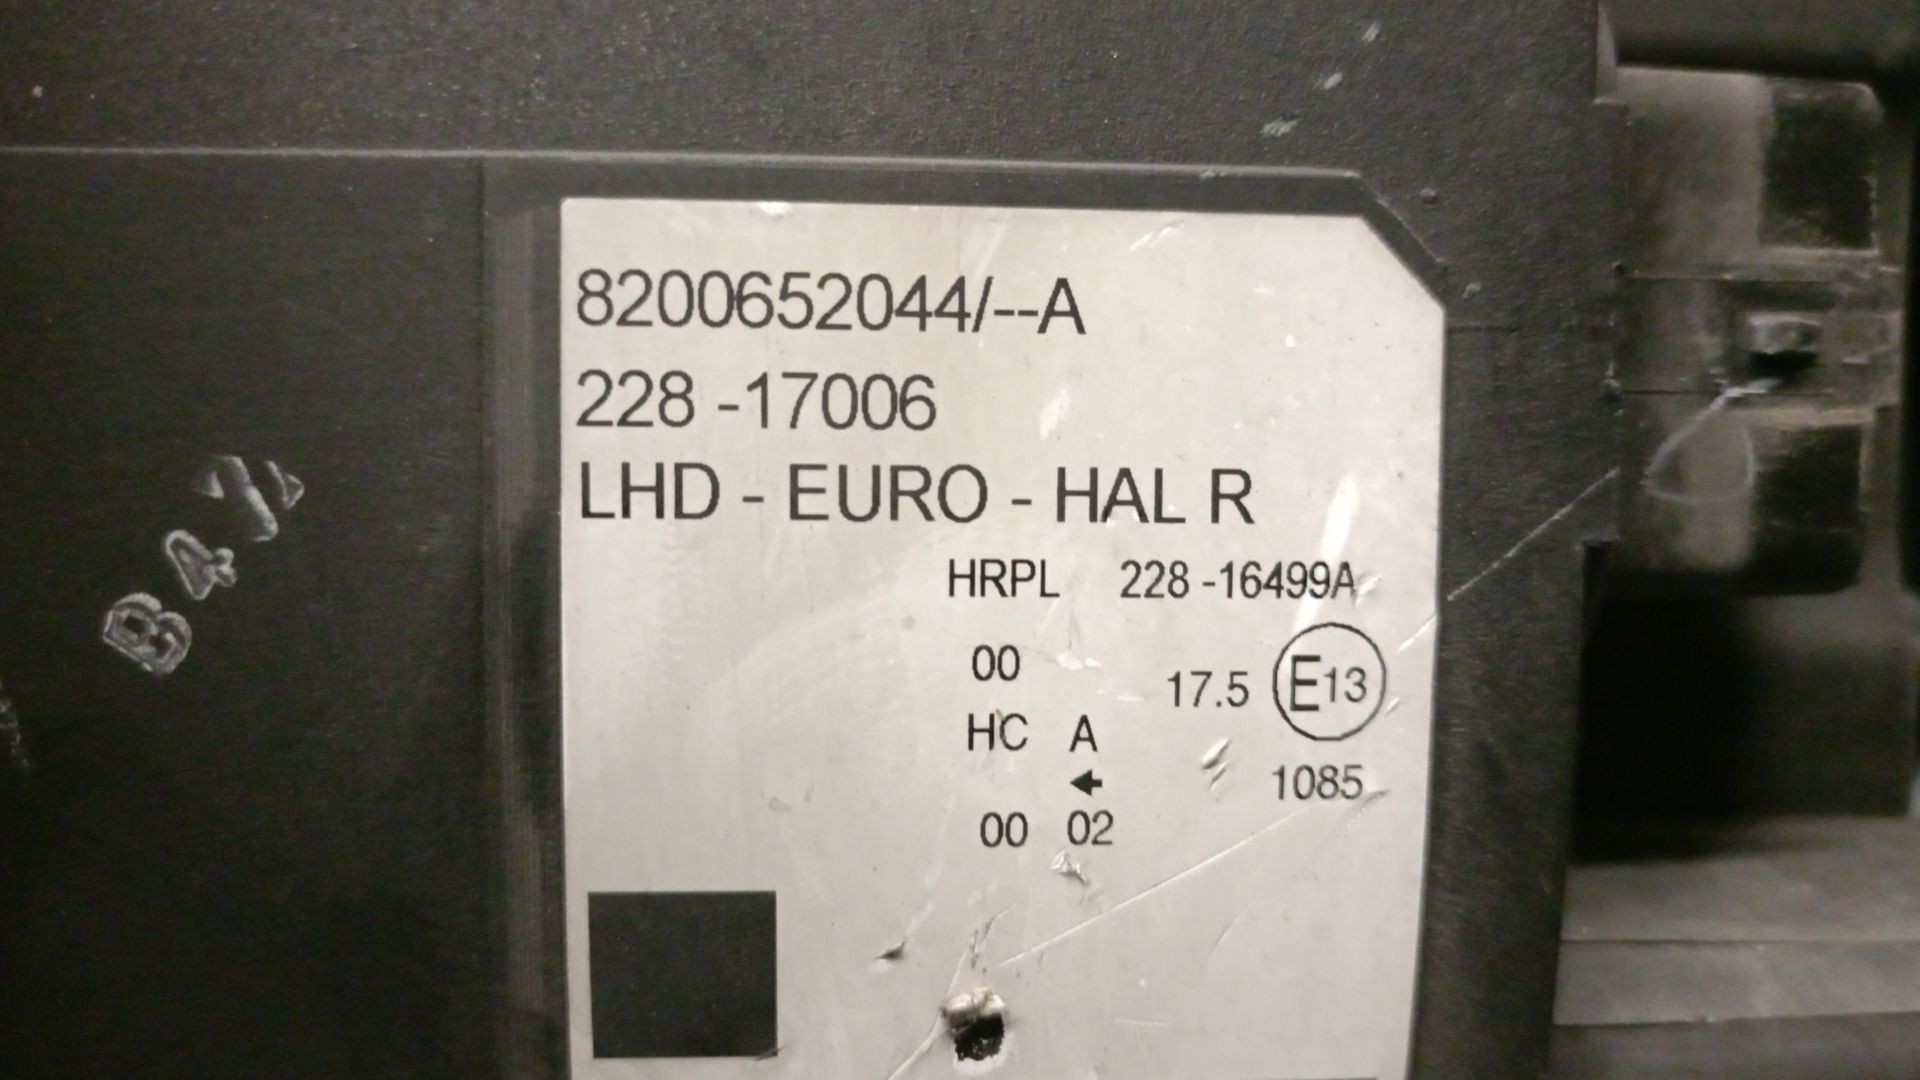 8200652044/--A
228 -17006
LHD - EURO - HAL R
HRPL 228 -16499A
00
17.5 E13
HC A
1085
00 02
B4